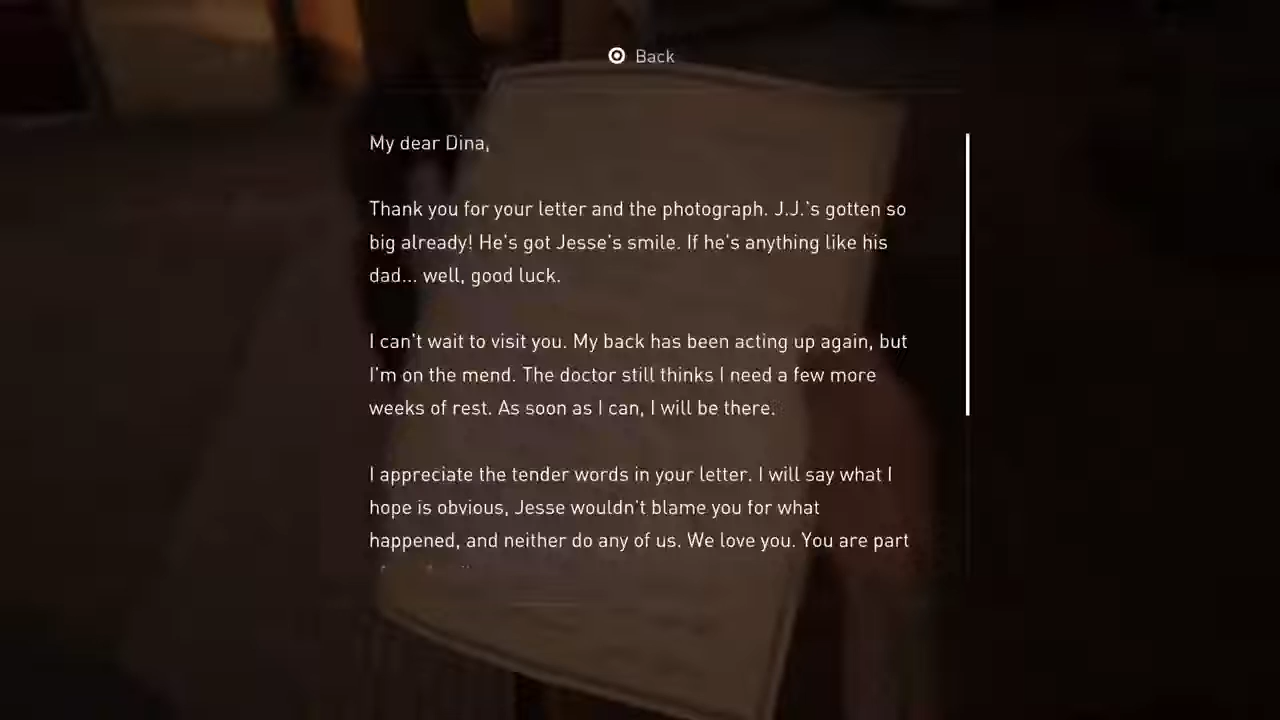 Back
My dear Dina,
Thank you for your letter and the photograph. J.J.'s gotten so
big already! He's got Jesse's smile. If he's anything like his
dad... well, good luck.
I can't wait to visit you. My back has been acting up again, but
I'm on the mend. The doctor still thinks I need a few more
weeks of rest. As soon as I can, I will be there.
I appreciate the tender words in your letter. I will say what I
hope is obvious, Jesse wouldn't blame you for what
happened, and neither do any of us. We love you. You are part